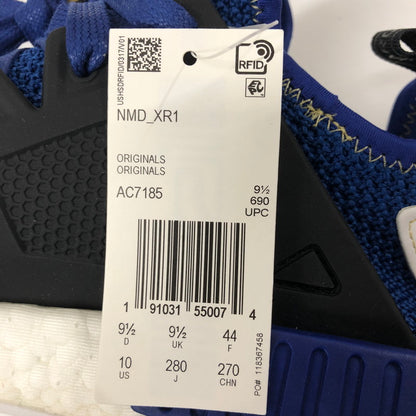 USHSDRFID/0317/V01
RFID
NMD_XR1
ORIGINALS
ORIGINALS
AC7185
9½
690
UPC
1 91031 55007 4
9½ 9½ 44
D UK F
10 280 270
US J CHN
PO# 118367458